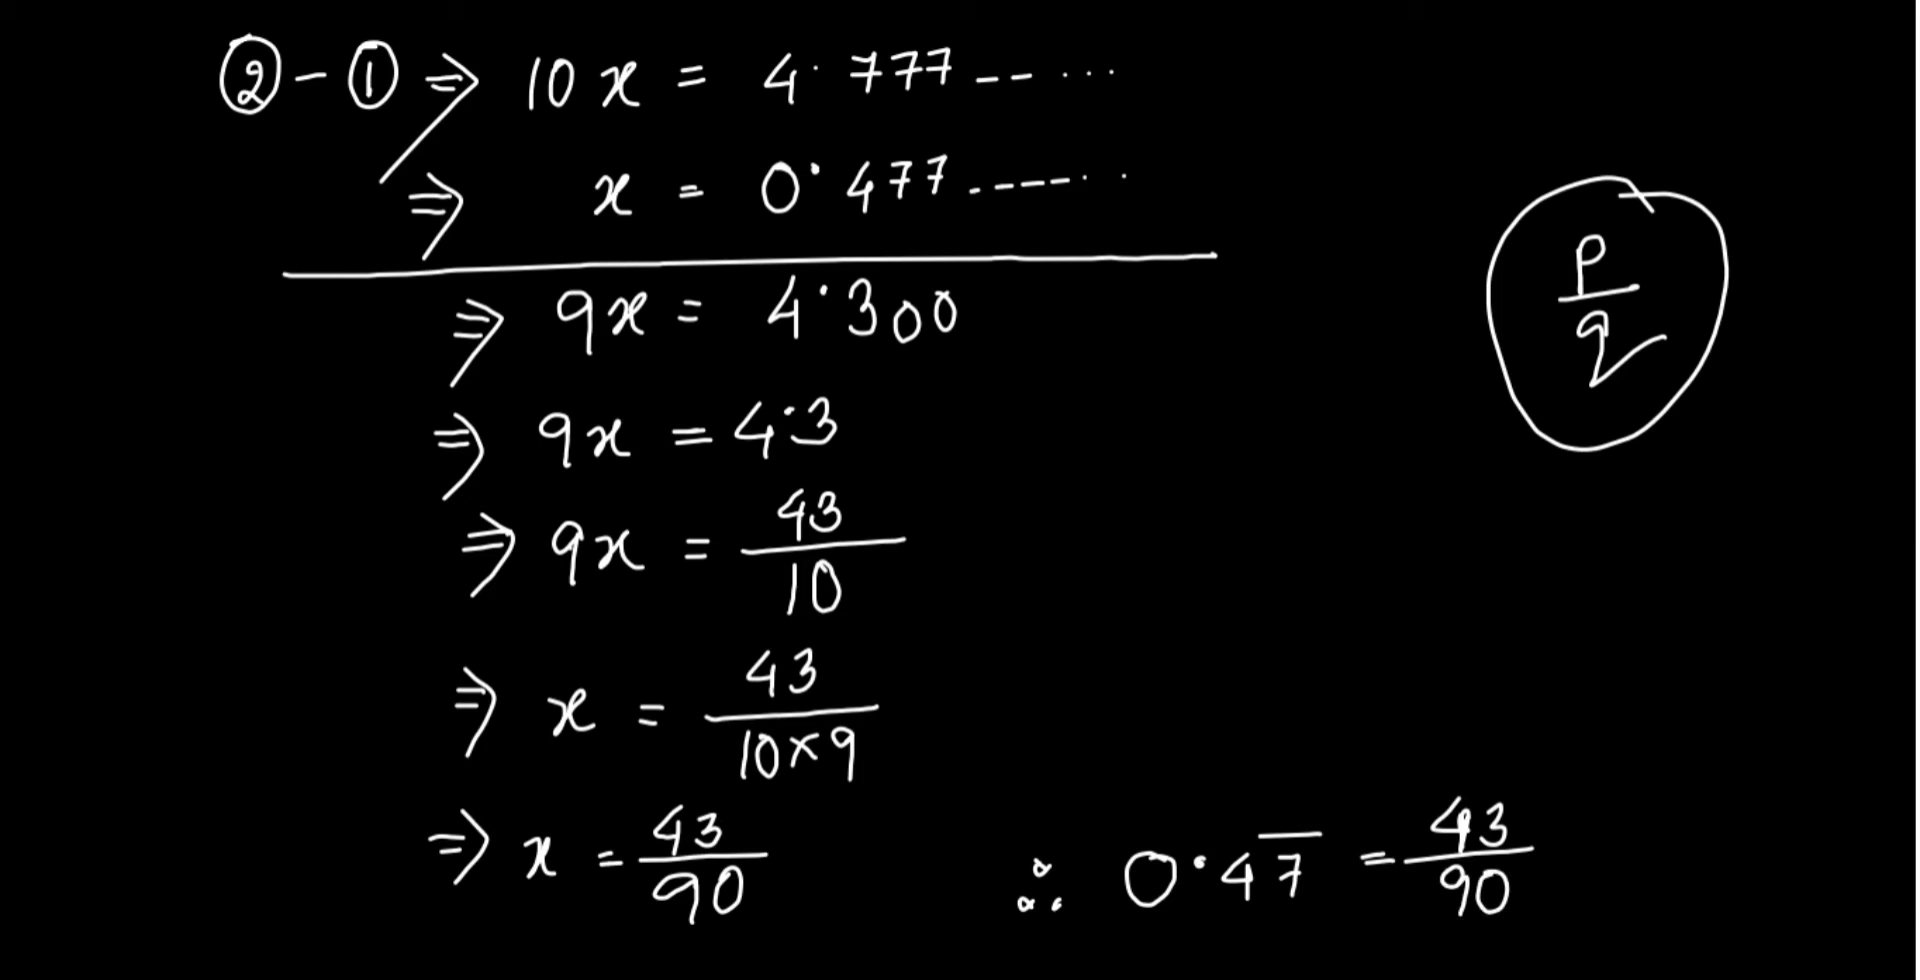 ② - ① ⇒ 10x = 4.777-- ...
⇒ x = 0.477.----..
⇒ 9x = 4.300
⇒ 9x = 4.3
⇒ 9x = 43/10
⇒ x = 43/10×9
⇒ x = 43/90
∴ 0.47̅ = 43/90
p/q